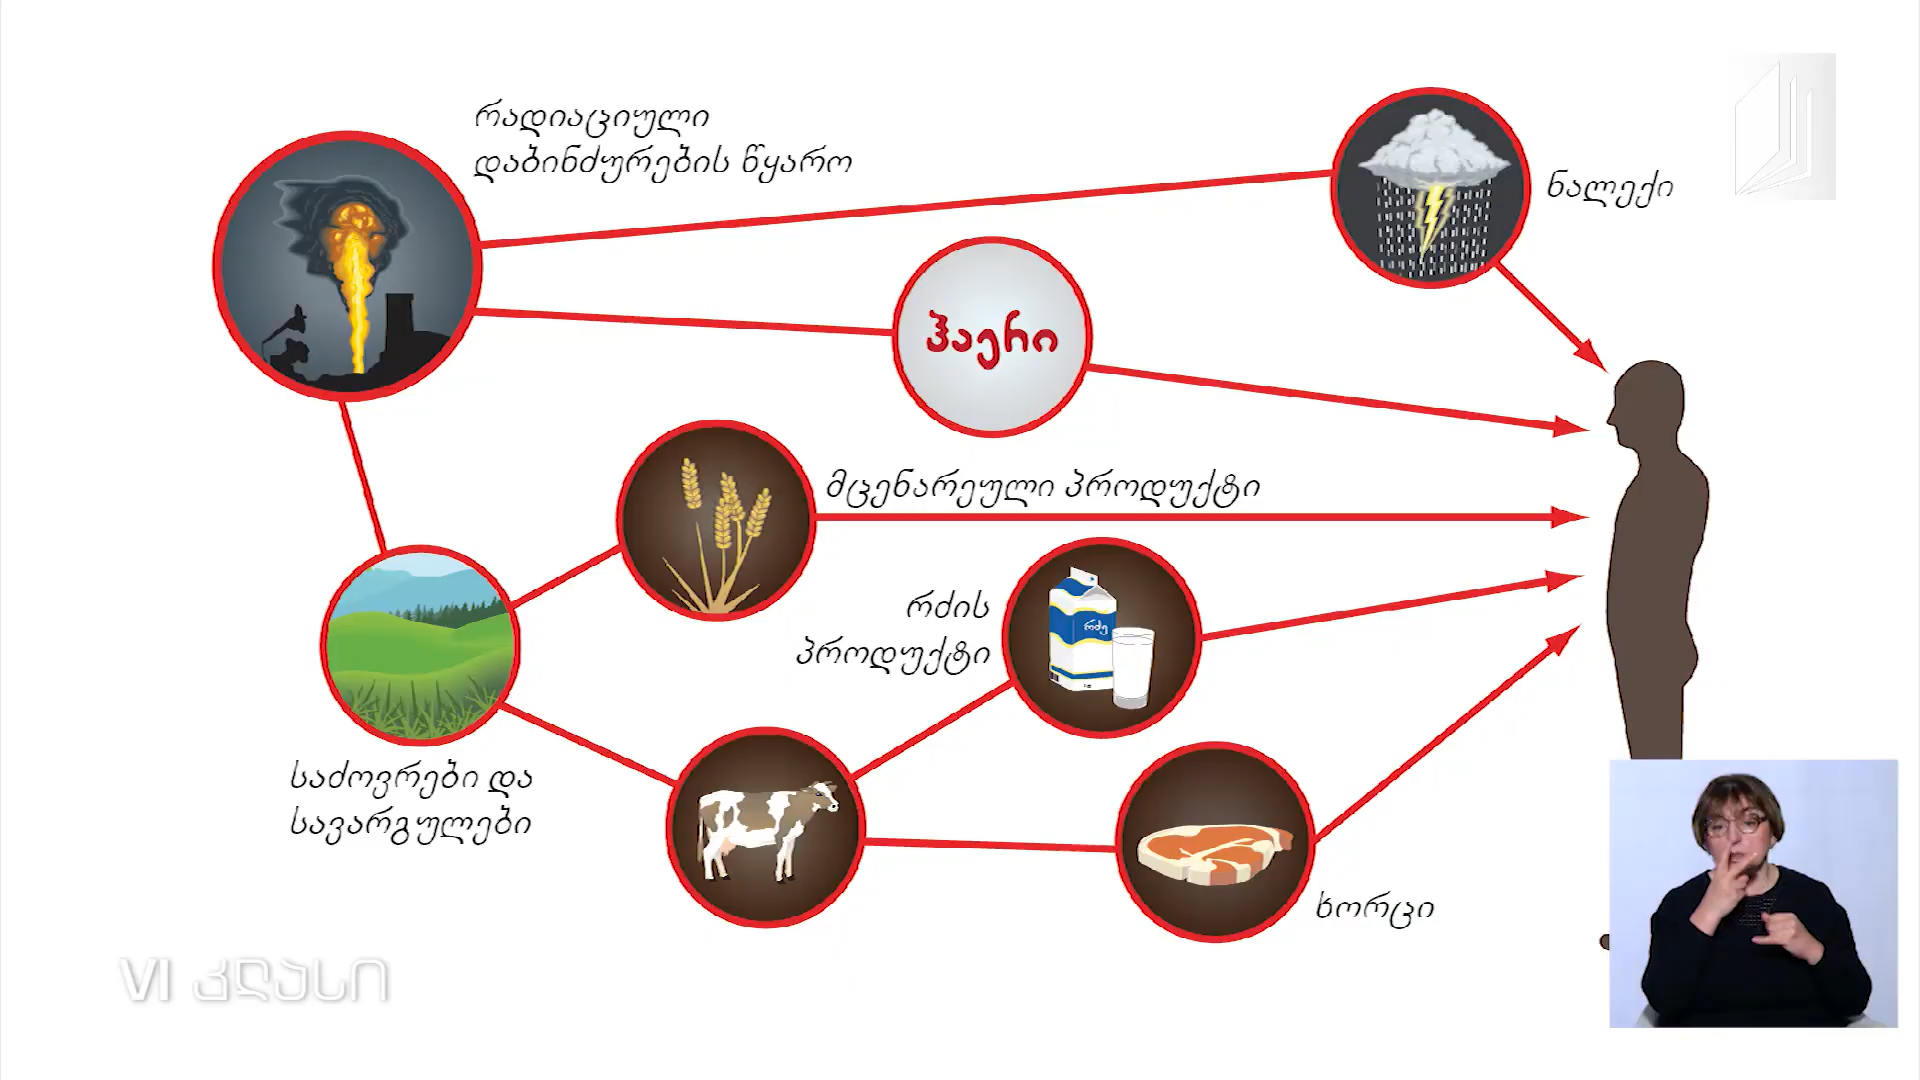 რადიაციული
დაბინძურების წყარო
ნალექი
ჰაერი
მცენარეული პროდუქტი
რძის
პროდუქტი
რძე
საძოვრები და
სავარგულები
ხორცი
VI კლასი